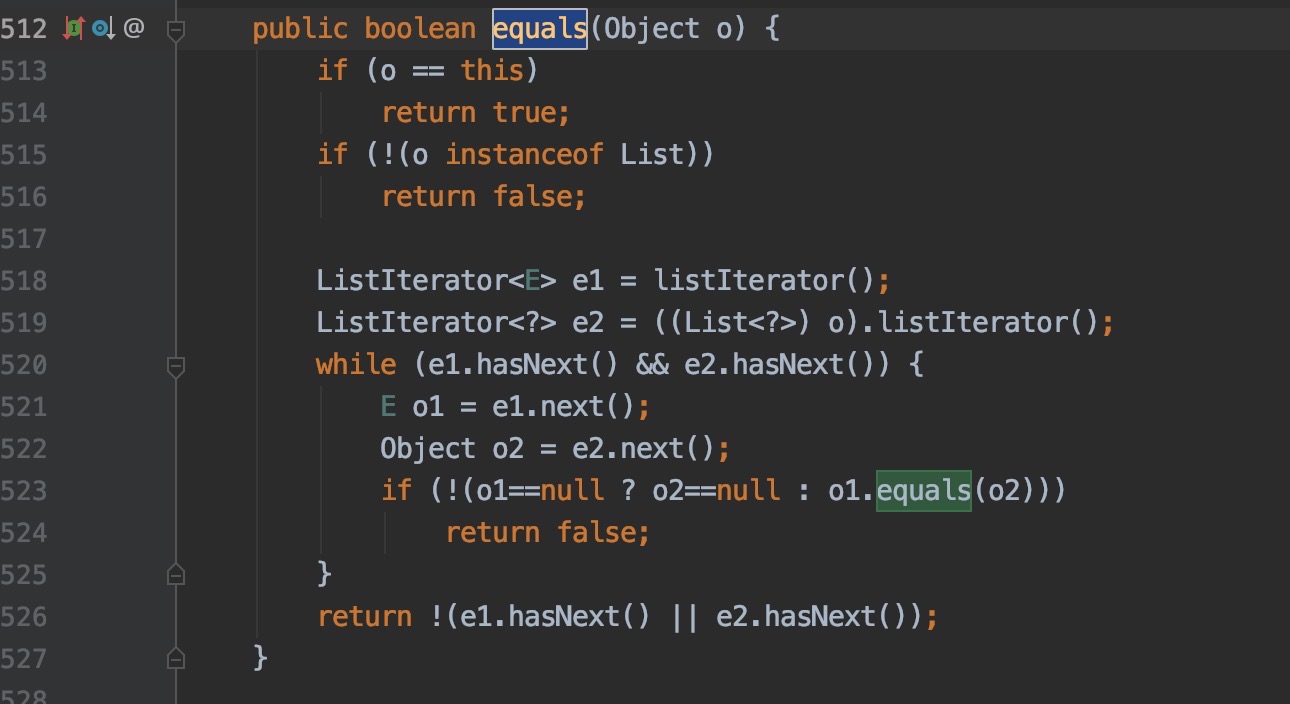 512 @ public boolean equals(Object o) {
513 if (o == this)
514 return true;
515 if (!(o instanceof List))
516 return false;
517
518 ListIterator<E> e1 = listIterator();
519 ListIterator<?> e2 = ((List<?>) o).listIterator();
520 while (e1.hasNext() && e2.hasNext()) {
521 E o1 = e1.next();
522 Object o2 = e2.next();
523 if (!(o1==null ? o2==null : o1.equals(o2)))
524 return false;
525 }
526 return !(e1.hasNext() || e2.hasNext());
527 }
528